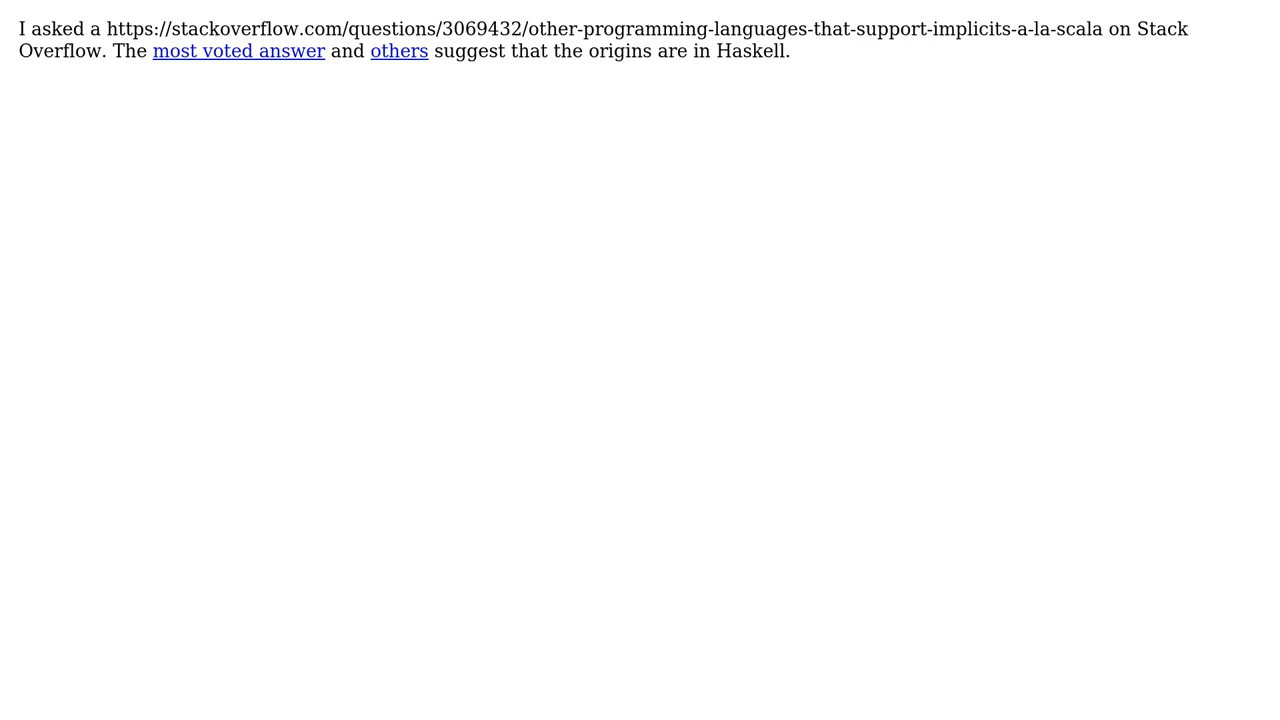 I asked a https://stackoverflow.com/questions/3069432/other-programming-languages-that-support-implicits-a-la-scala on Stack
Overflow. The most voted answer and others suggest that the origins are in Haskell.